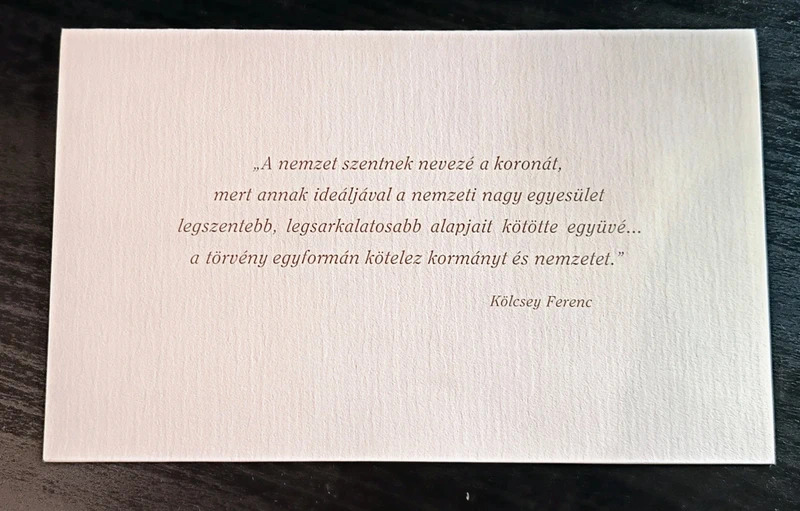 „A nemzet szentnek nevezé a koronát,
mert annak ideáljával a nemzeti nagy egyesület
legszentebb, legsarkalatosabb alapjait kötötte együvé...
a törvény egyformán kötelez kormányt és nemzetet.”
Kölcsey Ferenc